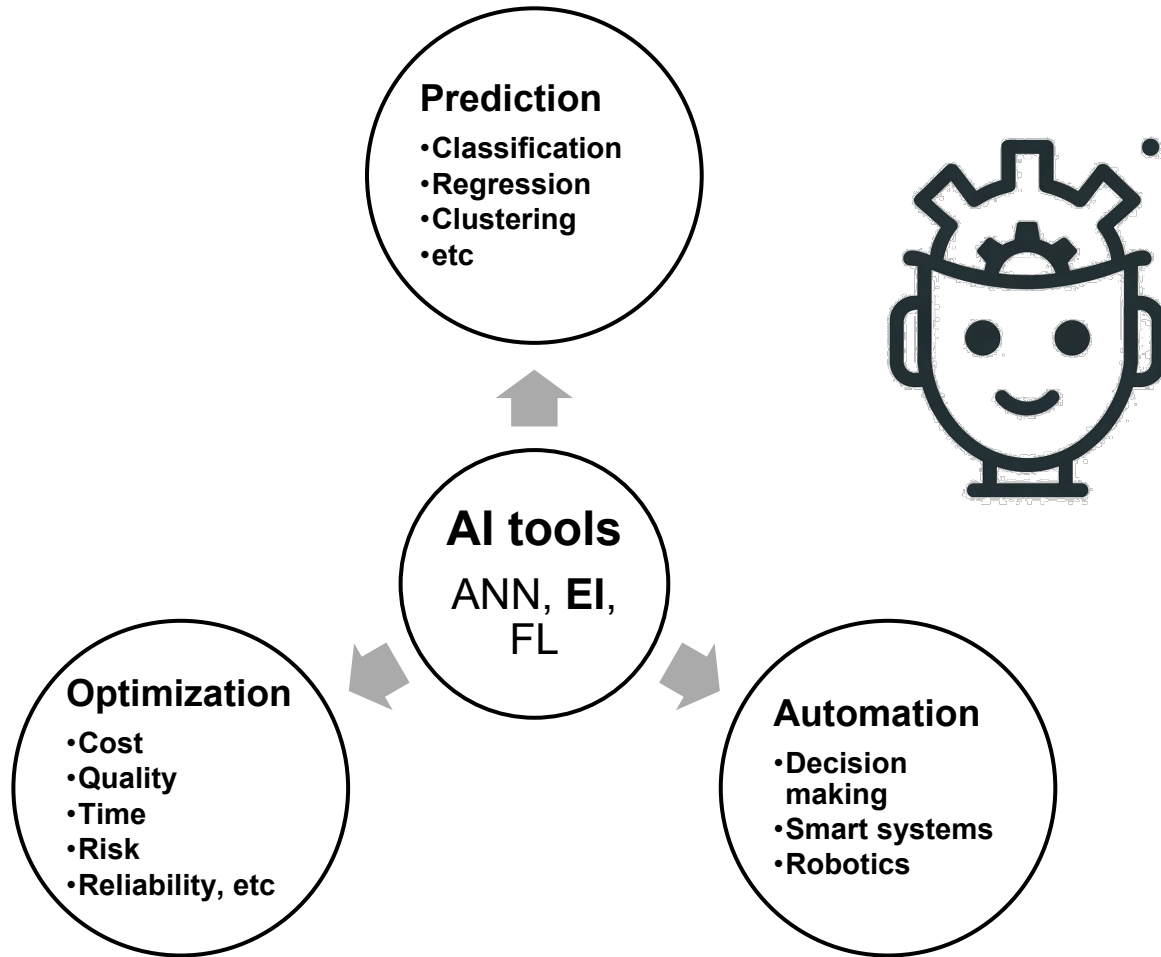 Prediction
•Classification
•Regression
•Clustering
•etc
AI tools
ANN, EI,
FL
Optimization
•Cost
•Quality
•Time
•Risk
•Reliability, etc
Automation
•Decision
making
•Smart systems
•Robotics